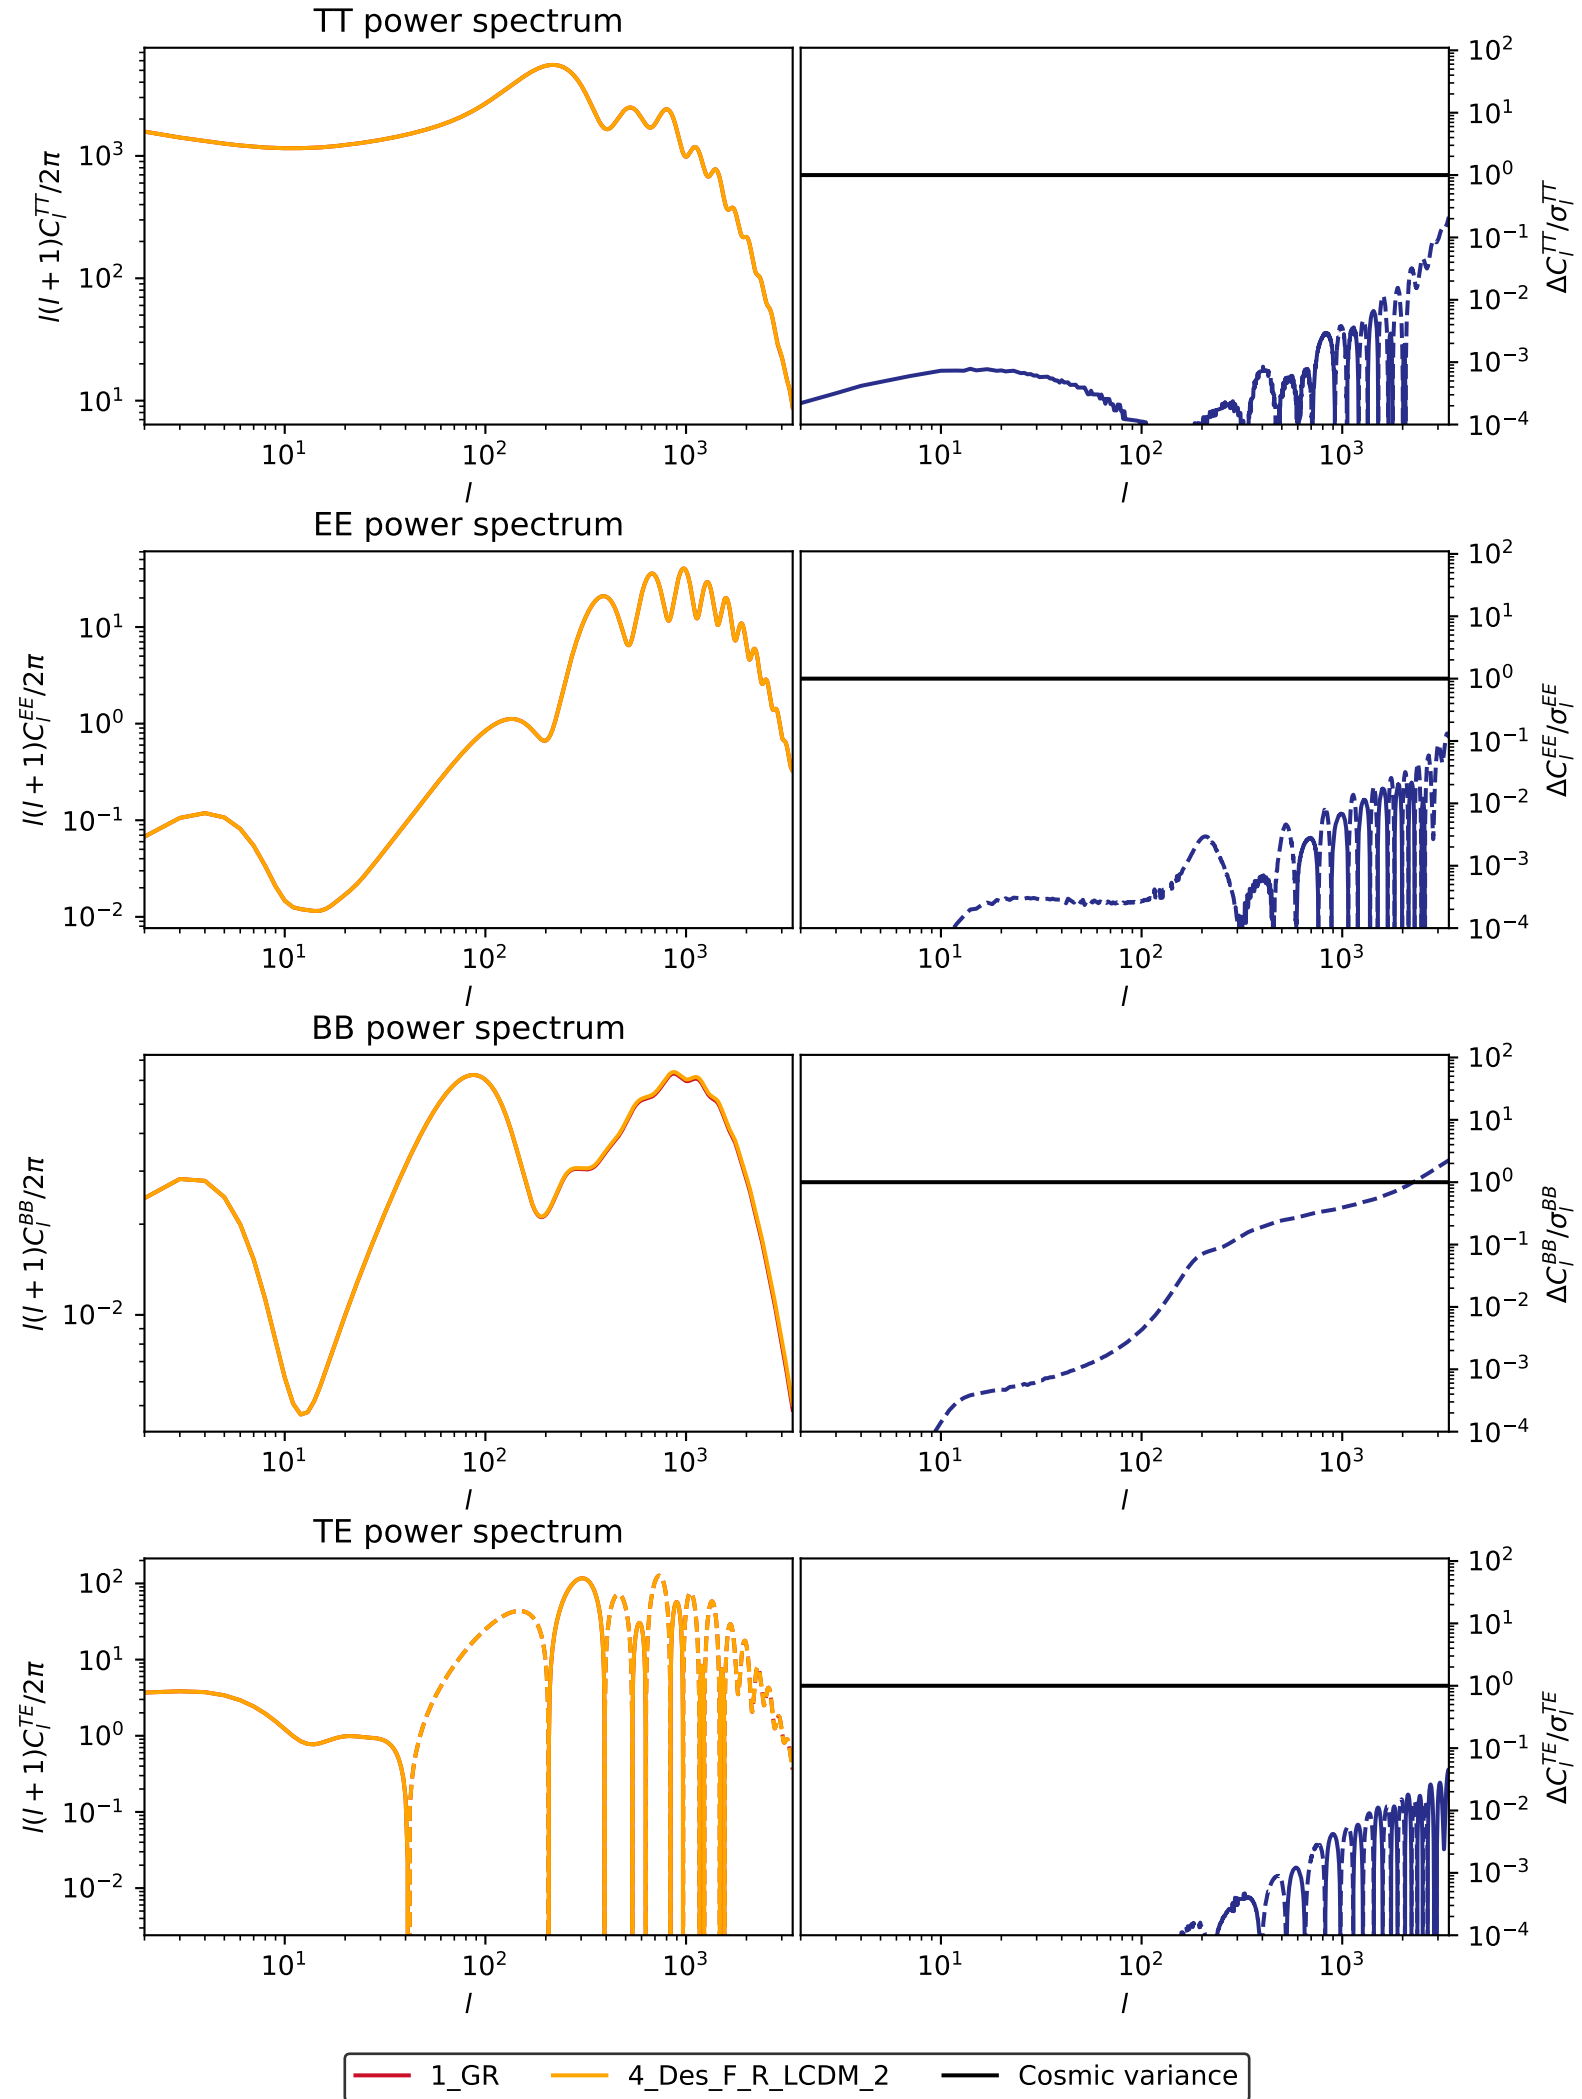 TT power spectrum
l(l + 1)C_l^{TT}/2π
10^3
10^2
10^1
10^1 10^2 10^3
l
10^2
10^1
10^0
10^{-1}
10^{-2}
10^{-3}
10^{-4}
ΔC_l^{TT}/σ_l^{TT}
10^1 10^2 10^3
l
EE power spectrum
l(l + 1)C_l^{EE}/2π
10^1
10^0
10^{-1}
10^{-2}
10^1 10^2 10^3
l
10^2
10^1
10^0
10^{-1}
10^{-2}
10^{-3}
10^{-4}
ΔC_l^{EE}/σ_l^{EE}
10^1 10^2 10^3
l
BB power spectrum
l(l + 1)C_l^{BB}/2π
10^{-2}
10^1 10^2 10^3
l
10^2
10^1
10^0
10^{-1}
10^{-2}
10^{-3}
10^{-4}
ΔC_l^{BB}/σ_l^{BB}
10^1 10^2 10^3
l
TE power spectrum
l(l + 1)C_l^{TE}/2π
10^2
10^1
10^0
10^{-1}
10^{-2}
10^1 10^2 10^3
l
10^2
10^1
10^0
10^{-1}
10^{-2}
10^{-3}
10^{-4}
ΔC_l^{TE}/σ_l^{TE}
10^1 10^2 10^3
l
1_GR 4_Des_F_R_LCDM_2 Cosmic variance